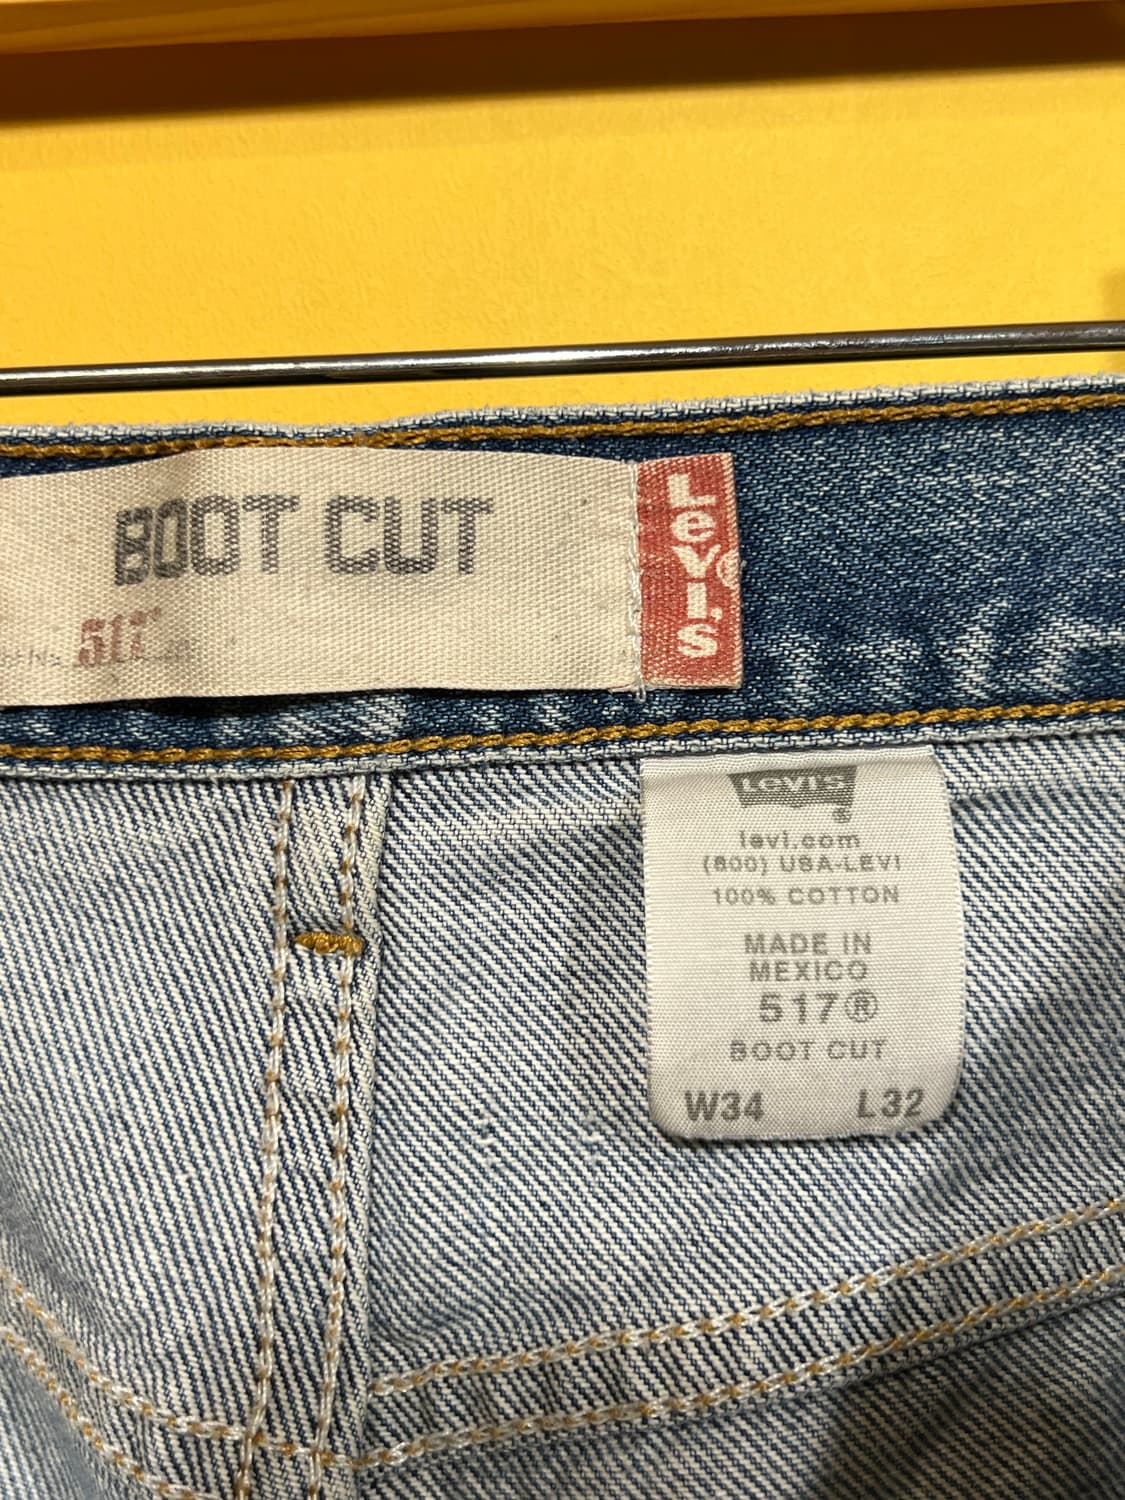 BOOT CUT
517™
LEVI'S®
LEVI'S
levi.com
(800) USA-LEVI
100% COTTON
MADE IN
MEXICO
517®
BOOT CUT
W34 L32